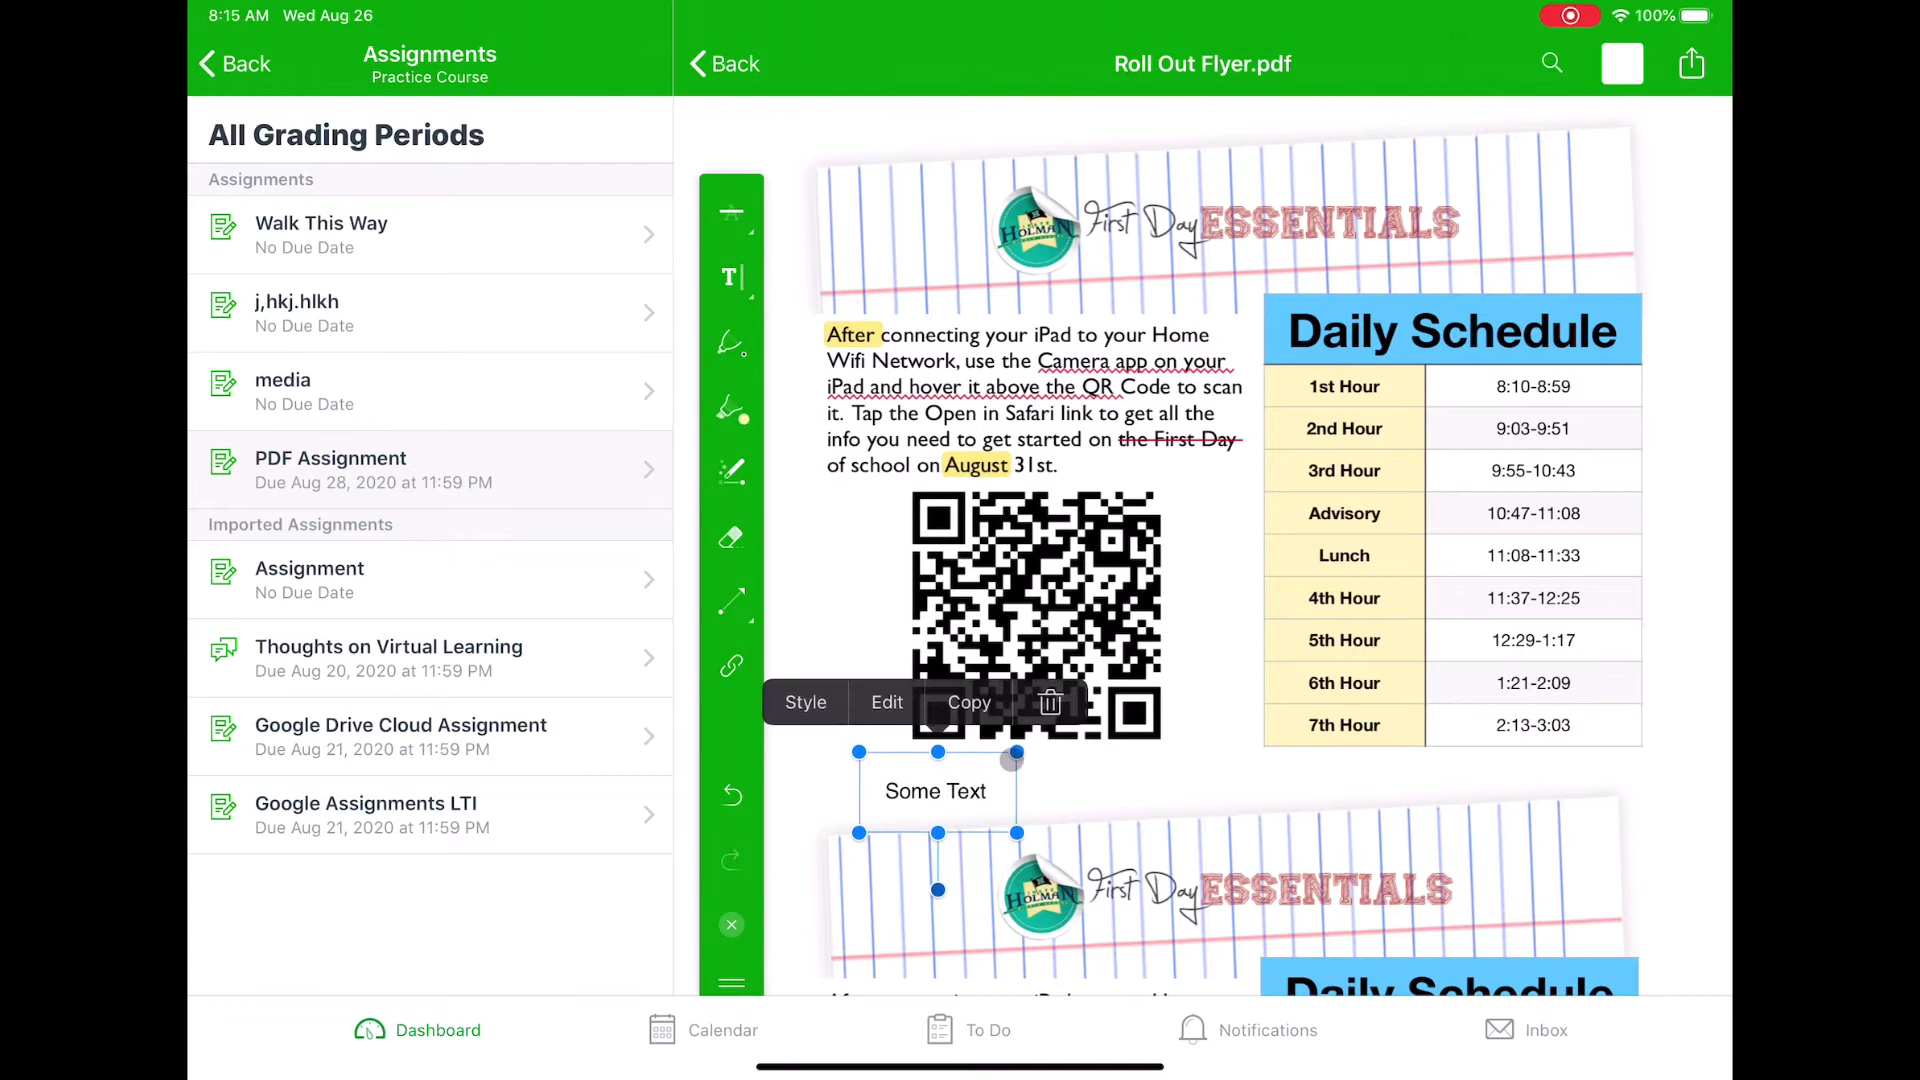 8:15 AM Wed Aug 26
100%
Back
Assignments
Practice Course
Back
Roll Out Flyer.pdf
All Grading Periods
Assignments
Walk This Way
No Due Date
j,hkj.hlkh
No Due Date
media
No Due Date
PDF Assignment
Due Aug 28, 2020 at 11:59 PM
Imported Assignments
Assignment
No Due Date
Thoughts on Virtual Learning
Due Aug 20, 2020 at 11:59 PM
Google Drive Cloud Assignment
Due Aug 21, 2020 at 11:59 PM
Google Assignments LTI
Due Aug 21, 2020 at 11:59 PM
T
HOLMAN
First Day ESSENTIALS
After connecting your iPad to your Home
Wifi Network, use the Camera app on your
iPad and hover it above the QR Code to scan
it. Tap the Open in Safari link to get all the
info you need to get started on the First Day
of school on August 31st.
Daily Schedule
1st Hour 8:10-8:59
2nd Hour 9:03-9:51
3rd Hour 9:55-10:43
Advisory 10:47-11:08
Lunch 11:08-11:33
4th Hour 11:37-12:25
5th Hour 12:29-1:17
6th Hour 1:21-2:09
7th Hour 2:13-3:03
Style Edit Copy
Some Text
HOLMAN
First Day ESSENTIALS
Daily Schedule
Dashboard
Calendar
To Do
Notifications
Inbox